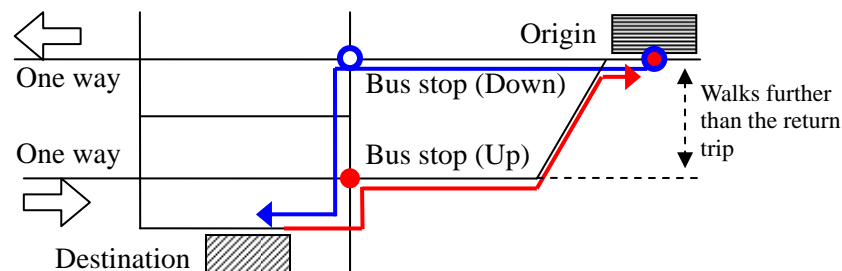 Origin
One way
Bus stop (Down)
Walks further
than the return
trip
One way
Bus stop (Up)
Destination